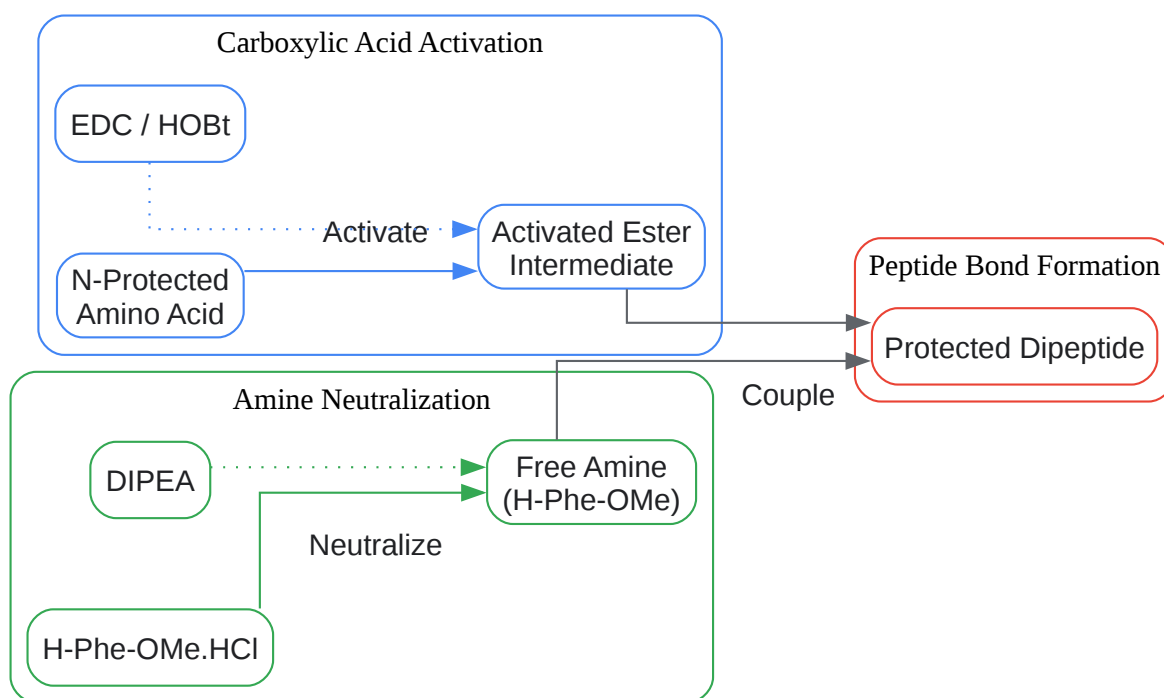 Carboxylic Acid Activation
EDC / HOBt
Activate
Activated Ester
Intermediate
N-Protected
Amino Acid
Peptide Bond Formation
Protected Dipeptide
Couple
Amine Neutralization
DIPEA
Free Amine
(H-Phe-OMe)
Neutralize
H-Phe-OMe.HCl